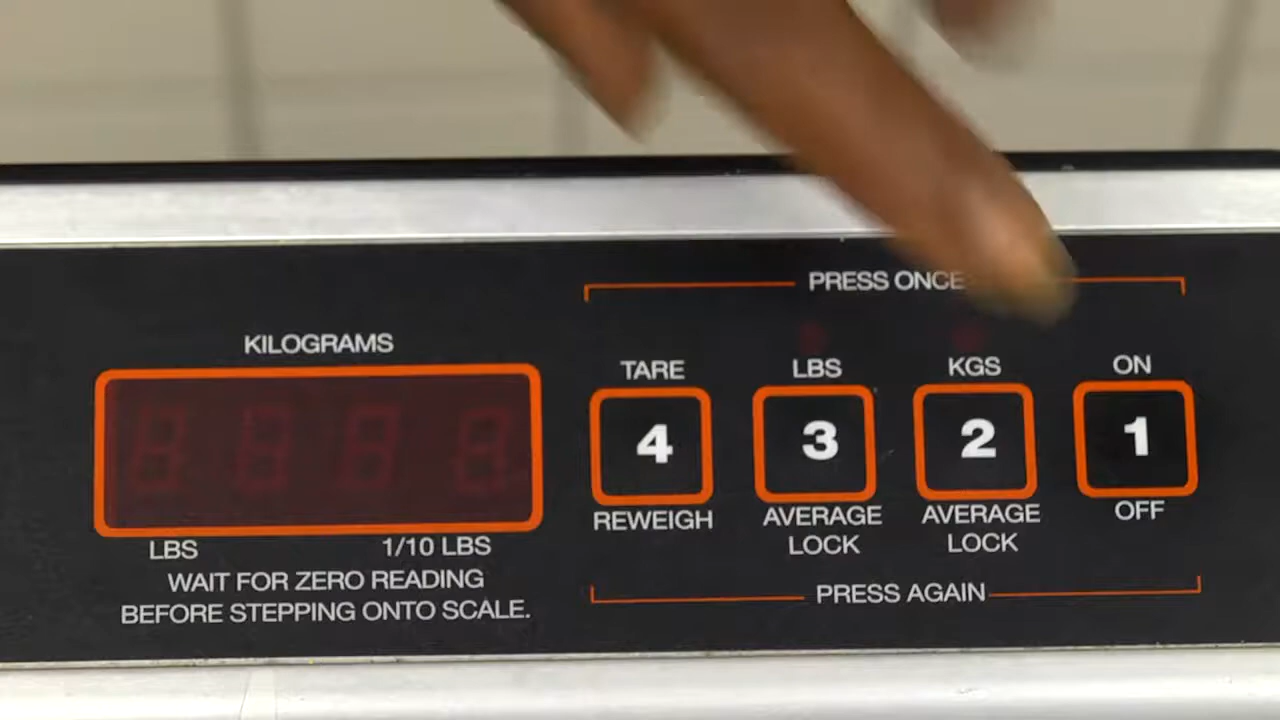 PRESS ONCE
KILOGRAMS
TARE LBS KGS ON
4 3 2 1
REWEIGH AVERAGE LOCK AVERAGE LOCK OFF
LBS 1/10 LBS
WAIT FOR ZERO READING
BEFORE STEPPING ONTO SCALE.
PRESS AGAIN